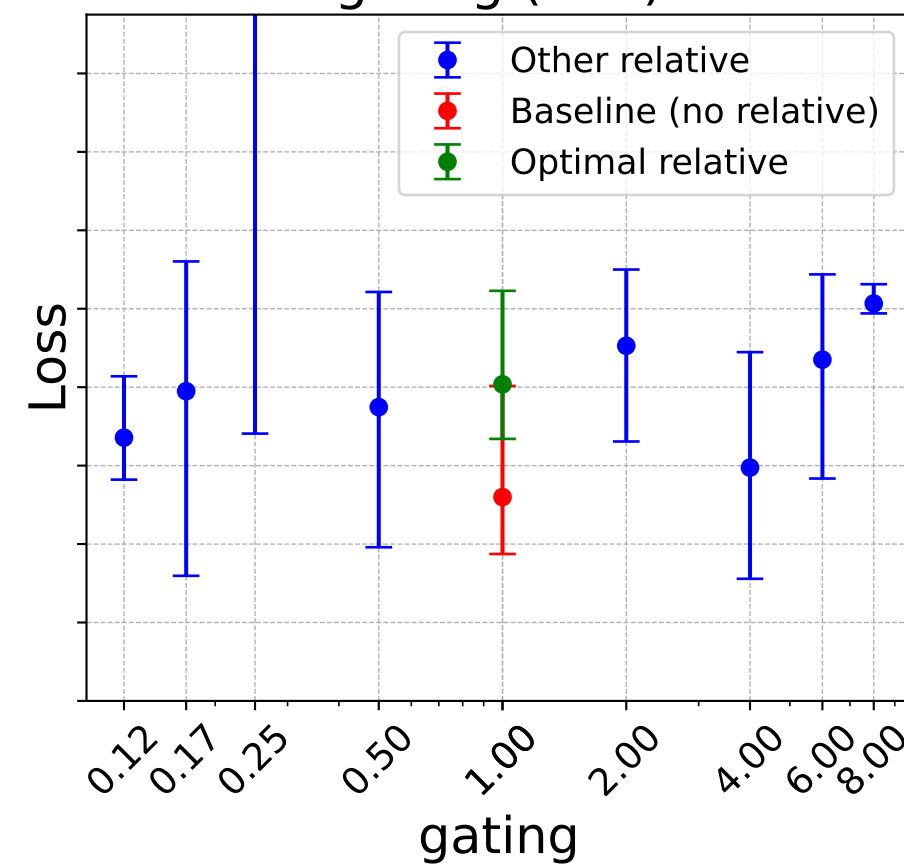 Other relative
Baseline (no relative)
Optimal relative
Loss
0.12
0.17
0.25
0.50
1.00
2.00
4.00
6.00
8.00
gating